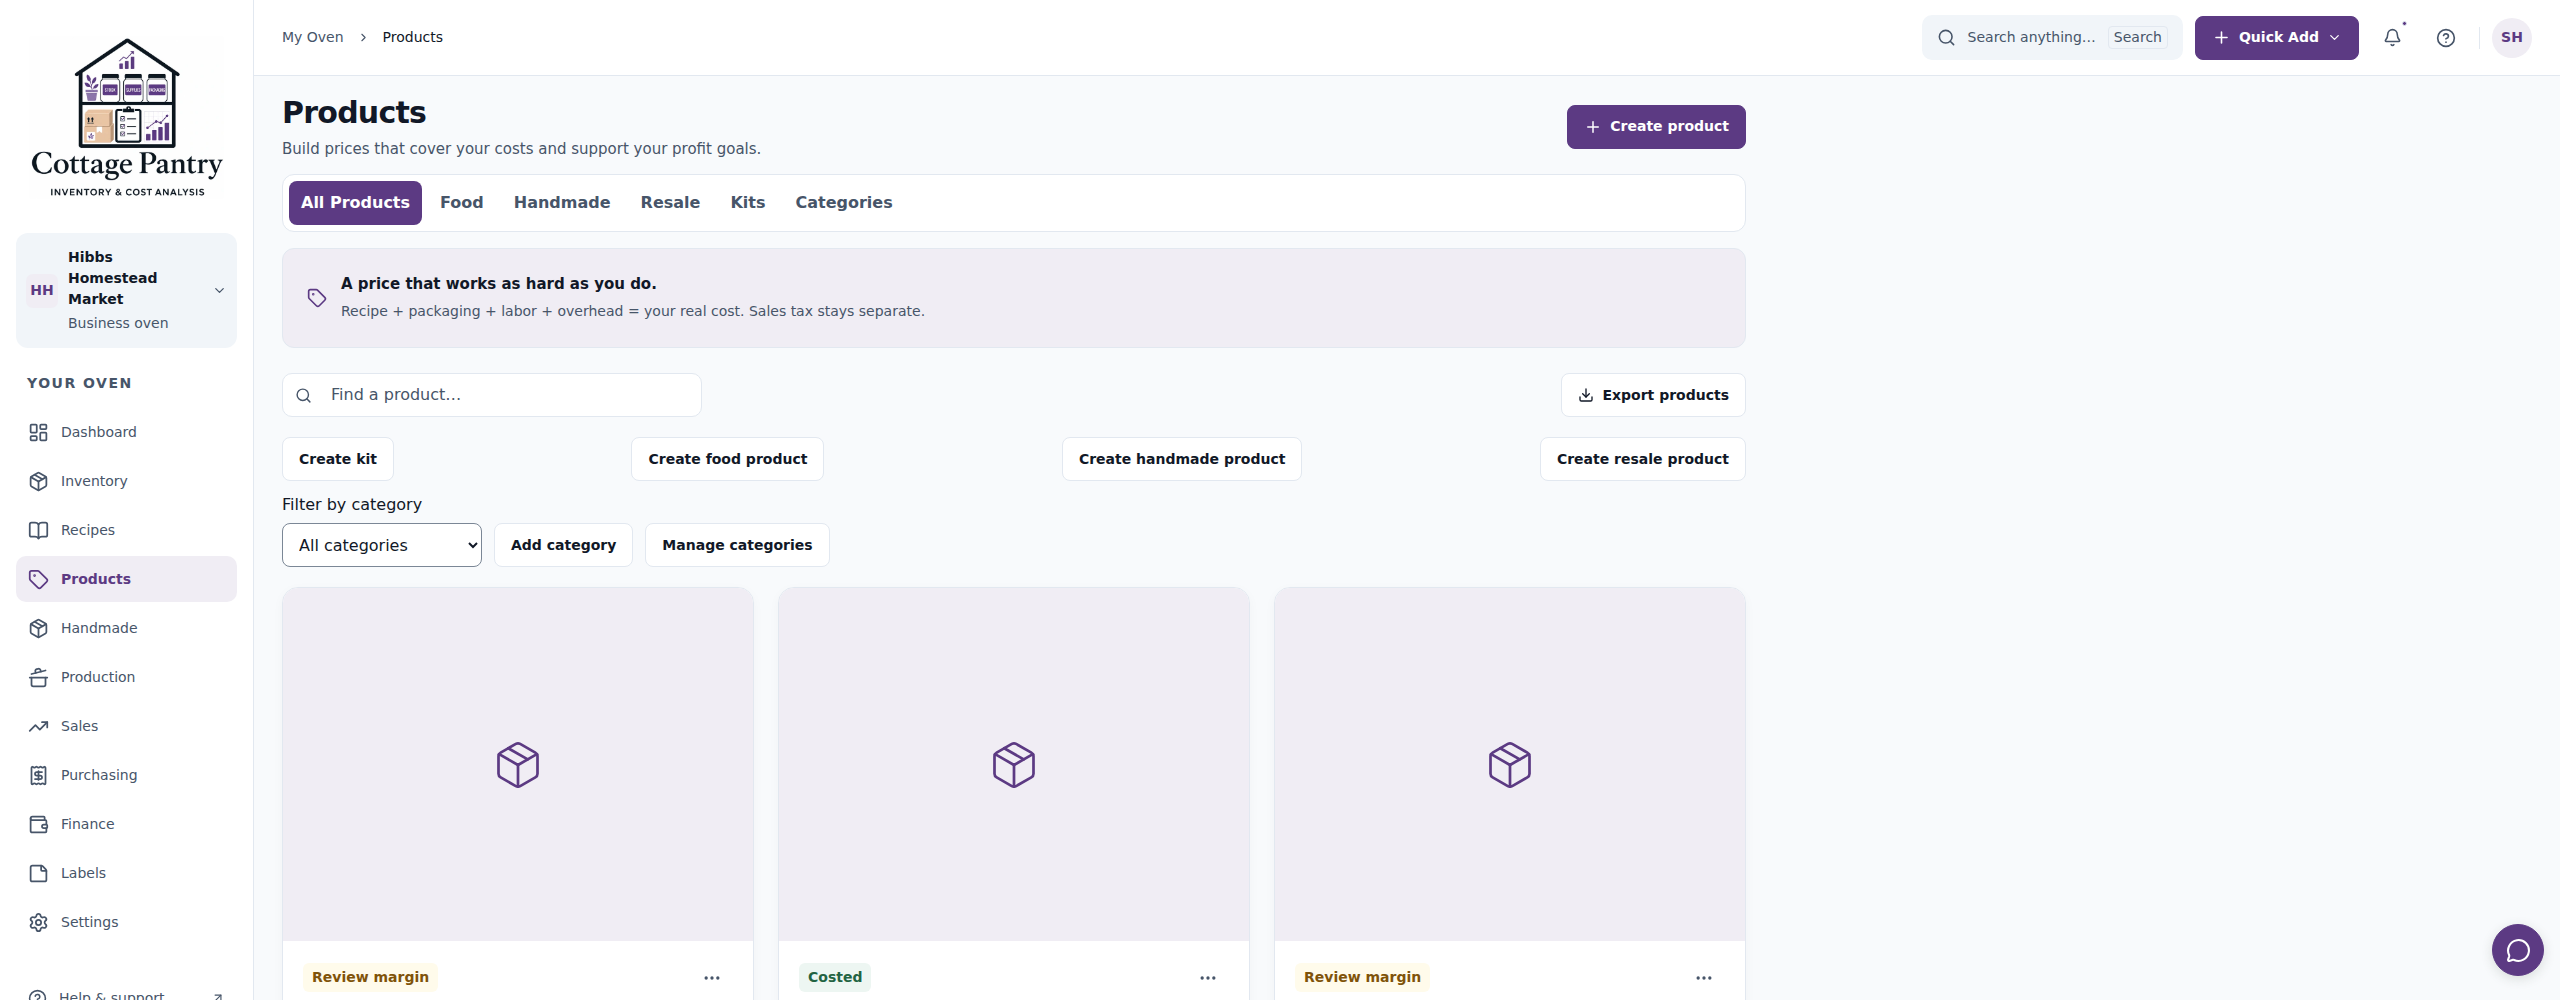 My Oven > Products
Search anything... Search
Quick Add
SH
Cottage Pantry
INVENTORY & COST ANALYSIS
HH
Hibbs
Homestead
Market
Business oven
YOUR OVEN
Dashboard
Inventory
Recipes
Products
Handmade
Production
Sales
Purchasing
Finance
Labels
Settings
Help & support
Products
Build prices that cover your costs and support your profit goals.
Create product
All Products Food Handmade Resale Kits Categories
A price that works as hard as you do.
Recipe + packaging + labor + overhead = your real cost. Sales tax stays separate.
Find a product...
Export products
Create kit Create food product Create handmade product Create resale product
Filter by category
All categories Add category Manage categories
Review margin
Costed
Review margin